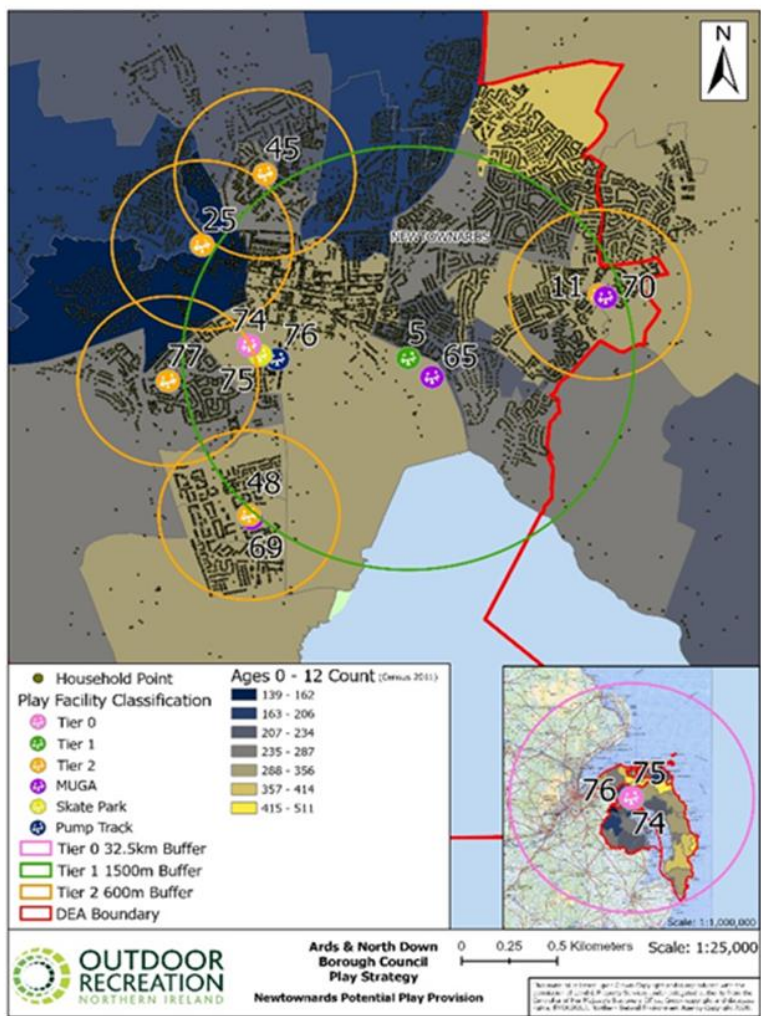 N
45
25
NEWTOWNARDS
11
70
74
76
5
77
75
65
48
69
Household Point
Play Facility Classification
Tier 0
Tier 1
Tier 2
MUGA
Skate Park
Pump Track
Tier 0 32.5km Buffer
Tier 1 1500m Buffer
Tier 2 600m Buffer
DEA Boundary
Ages 0 - 12 Count (Census 2011)
139 - 162
163 - 206
207 - 234
235 - 287
288 - 356
357 - 414
415 - 511
75
76
74
Scale: 1:1,000,000
OUTDOOR
RECREATION
NORTHERN IRELAND
Ards & North Down
Borough Council
Play Strategy
Newtownards Potential Play Provision
0 0.25 0.5 Kilometers
Scale: 1:25,000